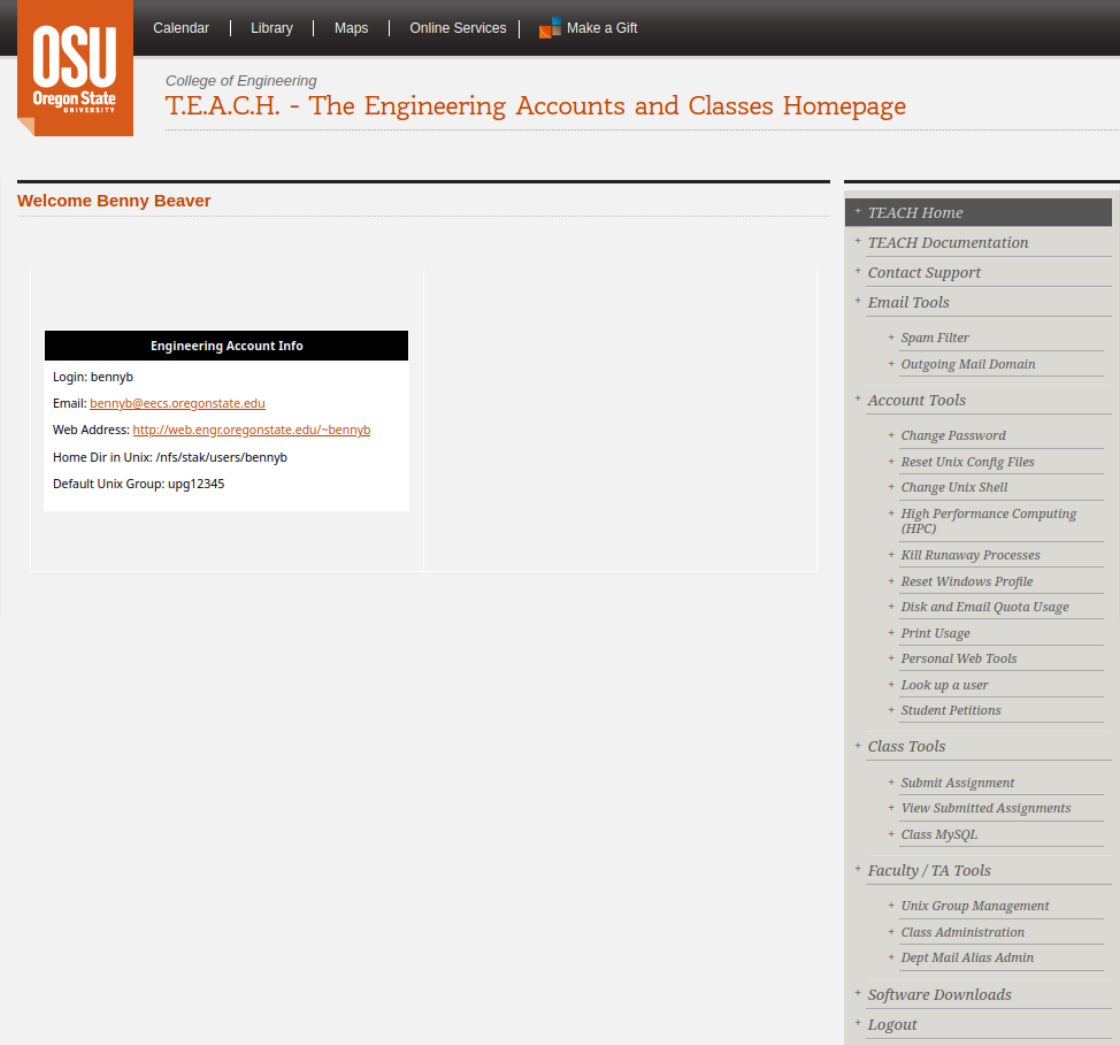 Calendar
Library
Maps
Online Services
Make a Gift
OSU
Oregon State
UNIVERSITY
College of Engineering
T.E.A.C.H. - The Engineering Accounts and Classes Homepage
Welcome Benny Beaver
Engineering Account Info
Login: bennyb
Email: bennyb@eecs.oregonstate.edu
Web Address: http://web.engr.oregonstate.edu/~bennyb
Home Dir in Unix: /nfs/stak/users/bennyb
Default Unix Group: upg12345
+ TEACH Home
+ TEACH Documentation
+ Contact Support
+ Email Tools
+ Spam Filter
+ Outgoing Mail Domain
+ Account Tools
+ Change Password
+ Reset Unix Config Files
+ Change Unix Shell
+ High Performance Computing
(HPC)
+ Kill Runaway Processes
+ Reset Windows Profile
+ Disk and Email Quota Usage
+ Print Usage
+ Personal Web Tools
+ Look up a user
+ Student Petitions
+ Class Tools
+ Submit Assignment
+ View Submitted Assignments
+ Class MySQL
+ Faculty / TA Tools
+ Unix Group Management
+ Class Administration
+ Dept Mail Alias Admin
+ Software Downloads
+ Logout